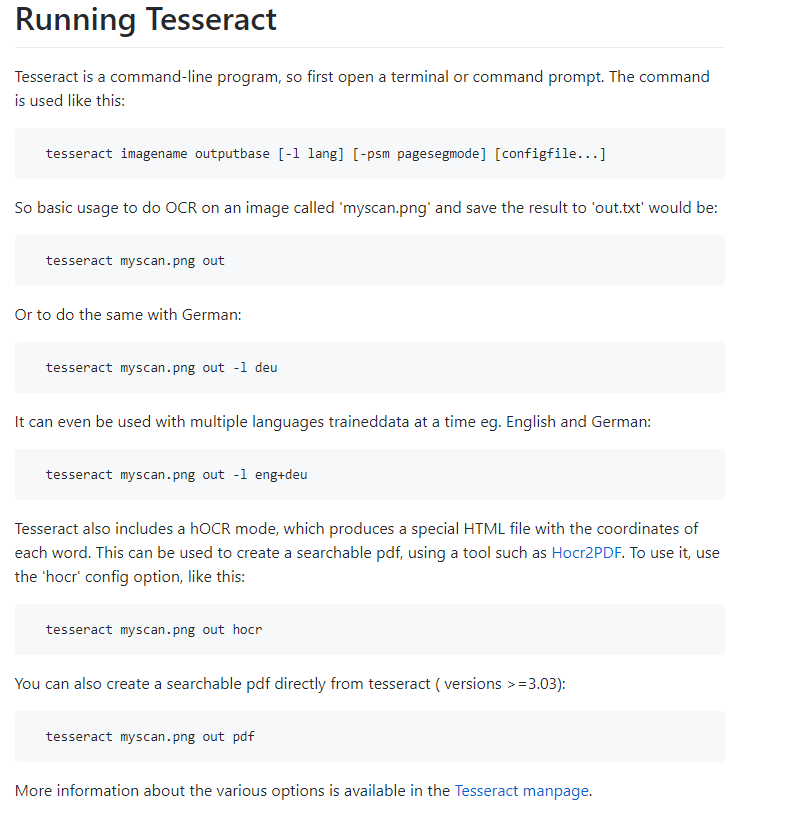 Running Tesseract
Tesseract is a command-line program, so first open a terminal or command prompt. The command
is used like this:
tesseract imagename outputbase [-l lang] [-psm pagesegmode] [configfile...]
So basic usage to do OCR on an image called 'myscan.png' and save the result to 'out.txt' would be:
tesseract myscan.png out
Or to do the same with German:
tesseract myscan.png out -l deu
It can even be used with multiple languages traineddata at a time eg. English and German:
tesseract myscan.png out -l eng+deu
Tesseract also includes a hOCR mode, which produces a special HTML file with the coordinates of
each word. This can be used to create a searchable pdf, using a tool such as Hocr2PDF. To use it, use
the 'hocr' config option, like this:
tesseract myscan.png out hocr
You can also create a searchable pdf directly from tesseract ( versions >=3.03):
tesseract myscan.png out pdf
More information about the various options is available in the Tesseract manpage.